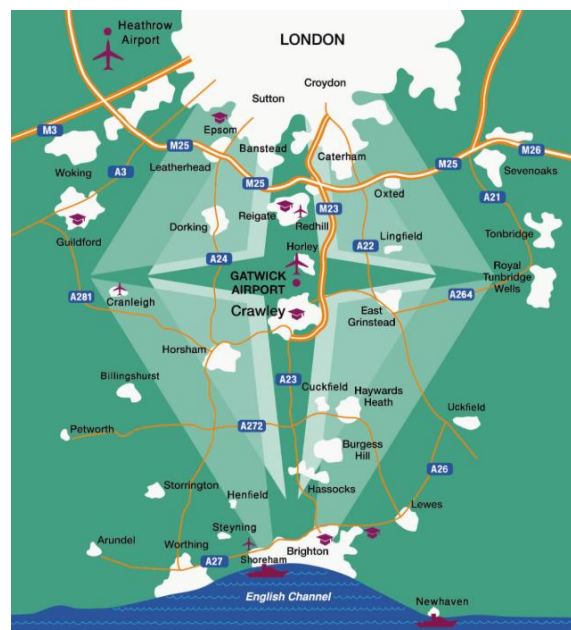 Heathrow
Airport
LONDON
Croydon
Sutton
Epsom
M3
M25
Banstead
Caterham
M25
M26
Woking
A3
Leatherhead
M25
Oxted
Sevenoaks
A21
Reigate
M23
Redhill
Guildford
Dorking
Tonbridge
Horley
A22
Lingfield
A24
GATWICK
AIRPORT
Royal
Tunbridge
Wells
A281
Cranleigh
A264
Crawley
East
Grinstead
Horsham
Billingshurst
A23
Cuckfield
Haywards
Heath
Uckfield
Petworth
A272
Burgess
Hill
A26
Storrington
Henfield
Hassocks
Lewes
Steyning
Arundel
Worthing
Brighton
A27
Shoreham
English Channel
Newhaven